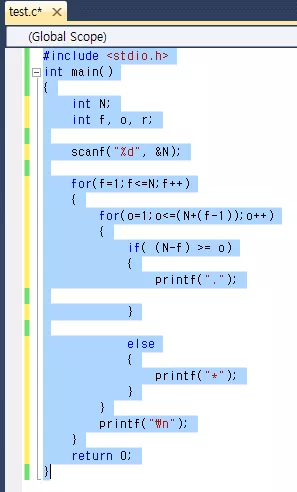 test.c*
(Global Scope)
#include <stdio.h>
int main()
{
int N;
int f, o, r;
scanf("%d", &N);
for(f=1;f<=N;f++)
{
for(o=1;o<=(N+(f-1));o++)
{
if( (N-f) >= o)
{
printf(".");
}
else
{
printf("*");
}
}
printf("₩n");
}
return 0;
}